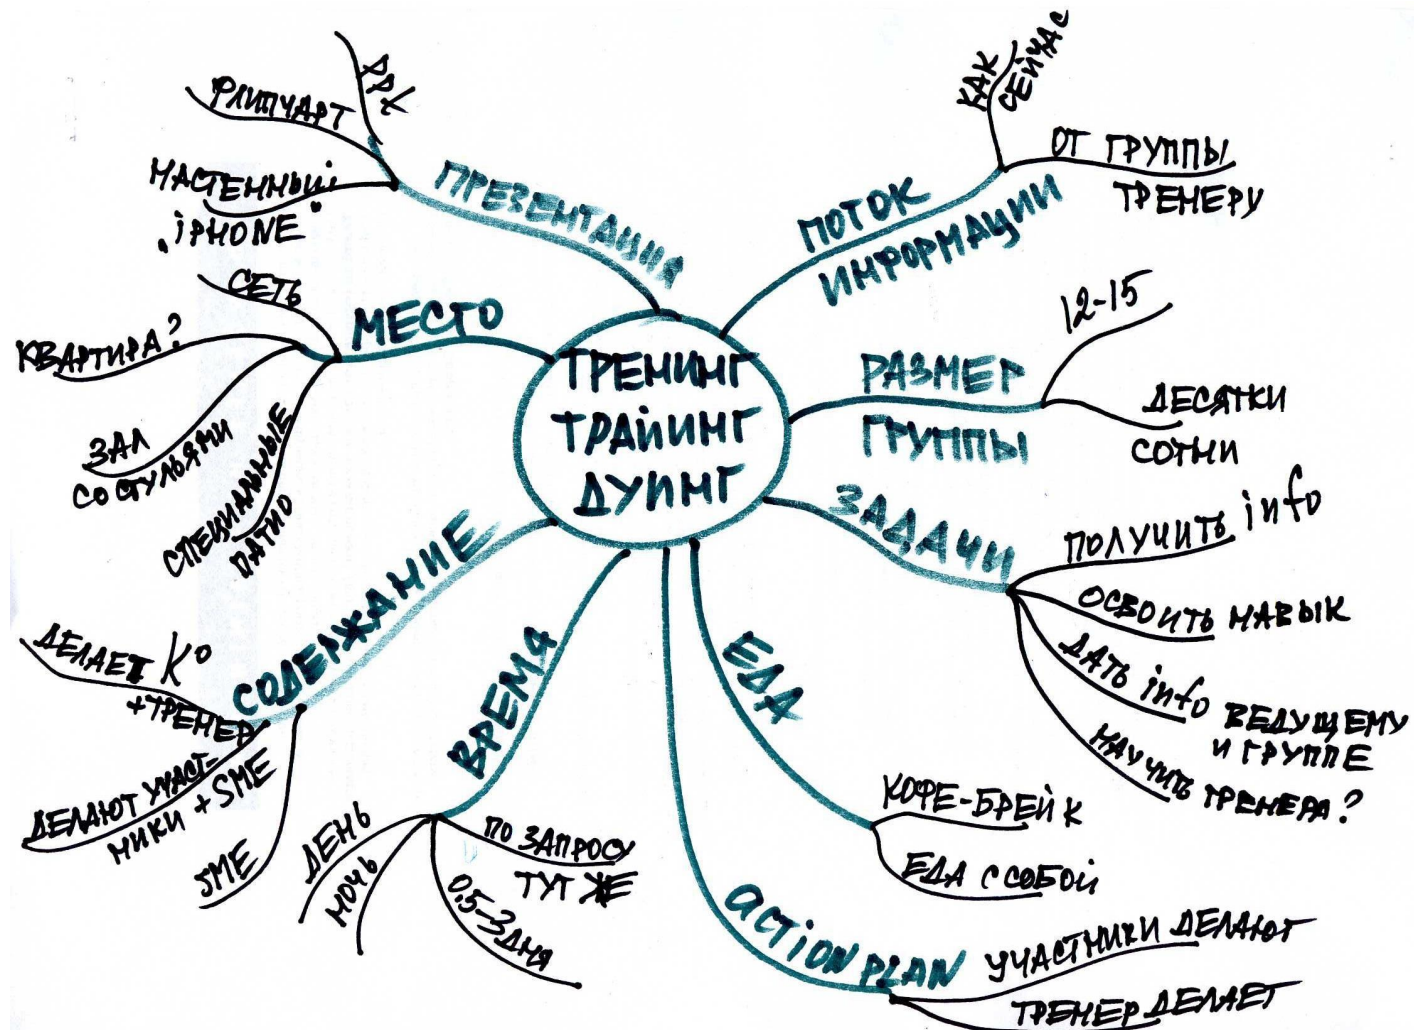 ТРЕНИНГ
ТРАЙИНГ
ДУИНГ
ПОТОК
ИНФОРМАЦИИ
КАК
СЕЙЧАС
ОТ ГРУППЫ
ТРЕНЕРУ
РАЗМЕР
ГРУППЫ
12-15
ДЕСЯТКИ
СОТНИ
ЗАДАЧИ
ПОЛУЧИТЬ info
ОСВОИТЬ НАВЫК
ДАТЬ info ВЕДУЩЕМУ
И ГРУППЕ
НАУЧИТЬ ТРЕНЕРА?
ЕДА
КОФЕ-БРЕЙК
ЕДА С СОБОЙ
ACTION PLAN
УЧАСТНИКИ ДЕЛАЮТ
ТРЕНЕР ДЕЛАЕТ
ВРЕМЯ
ПО ЗАПРОСУ
ТУТ ЖЕ
0.5-3 ДНЯ
НОЧЬ
ДЕНЬ
СОДЕРЖАНИЕ
ДЕЛАЕТ Kº
+ТРЕНЕР
ДЕЛАЮТ УЧАСТ-
НИКИ + SME
SME
МЕСТО
СЕТЬ
КВАРТИРА?
ЗАЛ
СО СТУЛЬЯМИ
СПЕЦИАЛЬНЫЕ
ПАТИО
ПРЕЗЕНТАЦИЯ
PPt
ФЛИПЧАРТ
НАСТЕННЫЙ
"iPHONE"